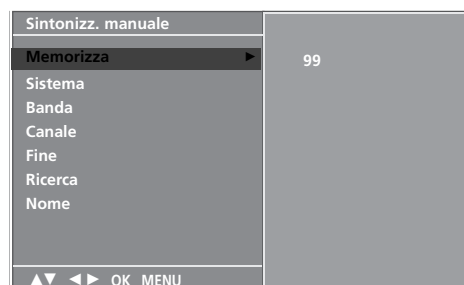 Sintonizz. manuale
Memorizza ► 99
Sistema
Banda
Canale
Fine
Ricerca
Nome
▲▼ ◄► OK MENU